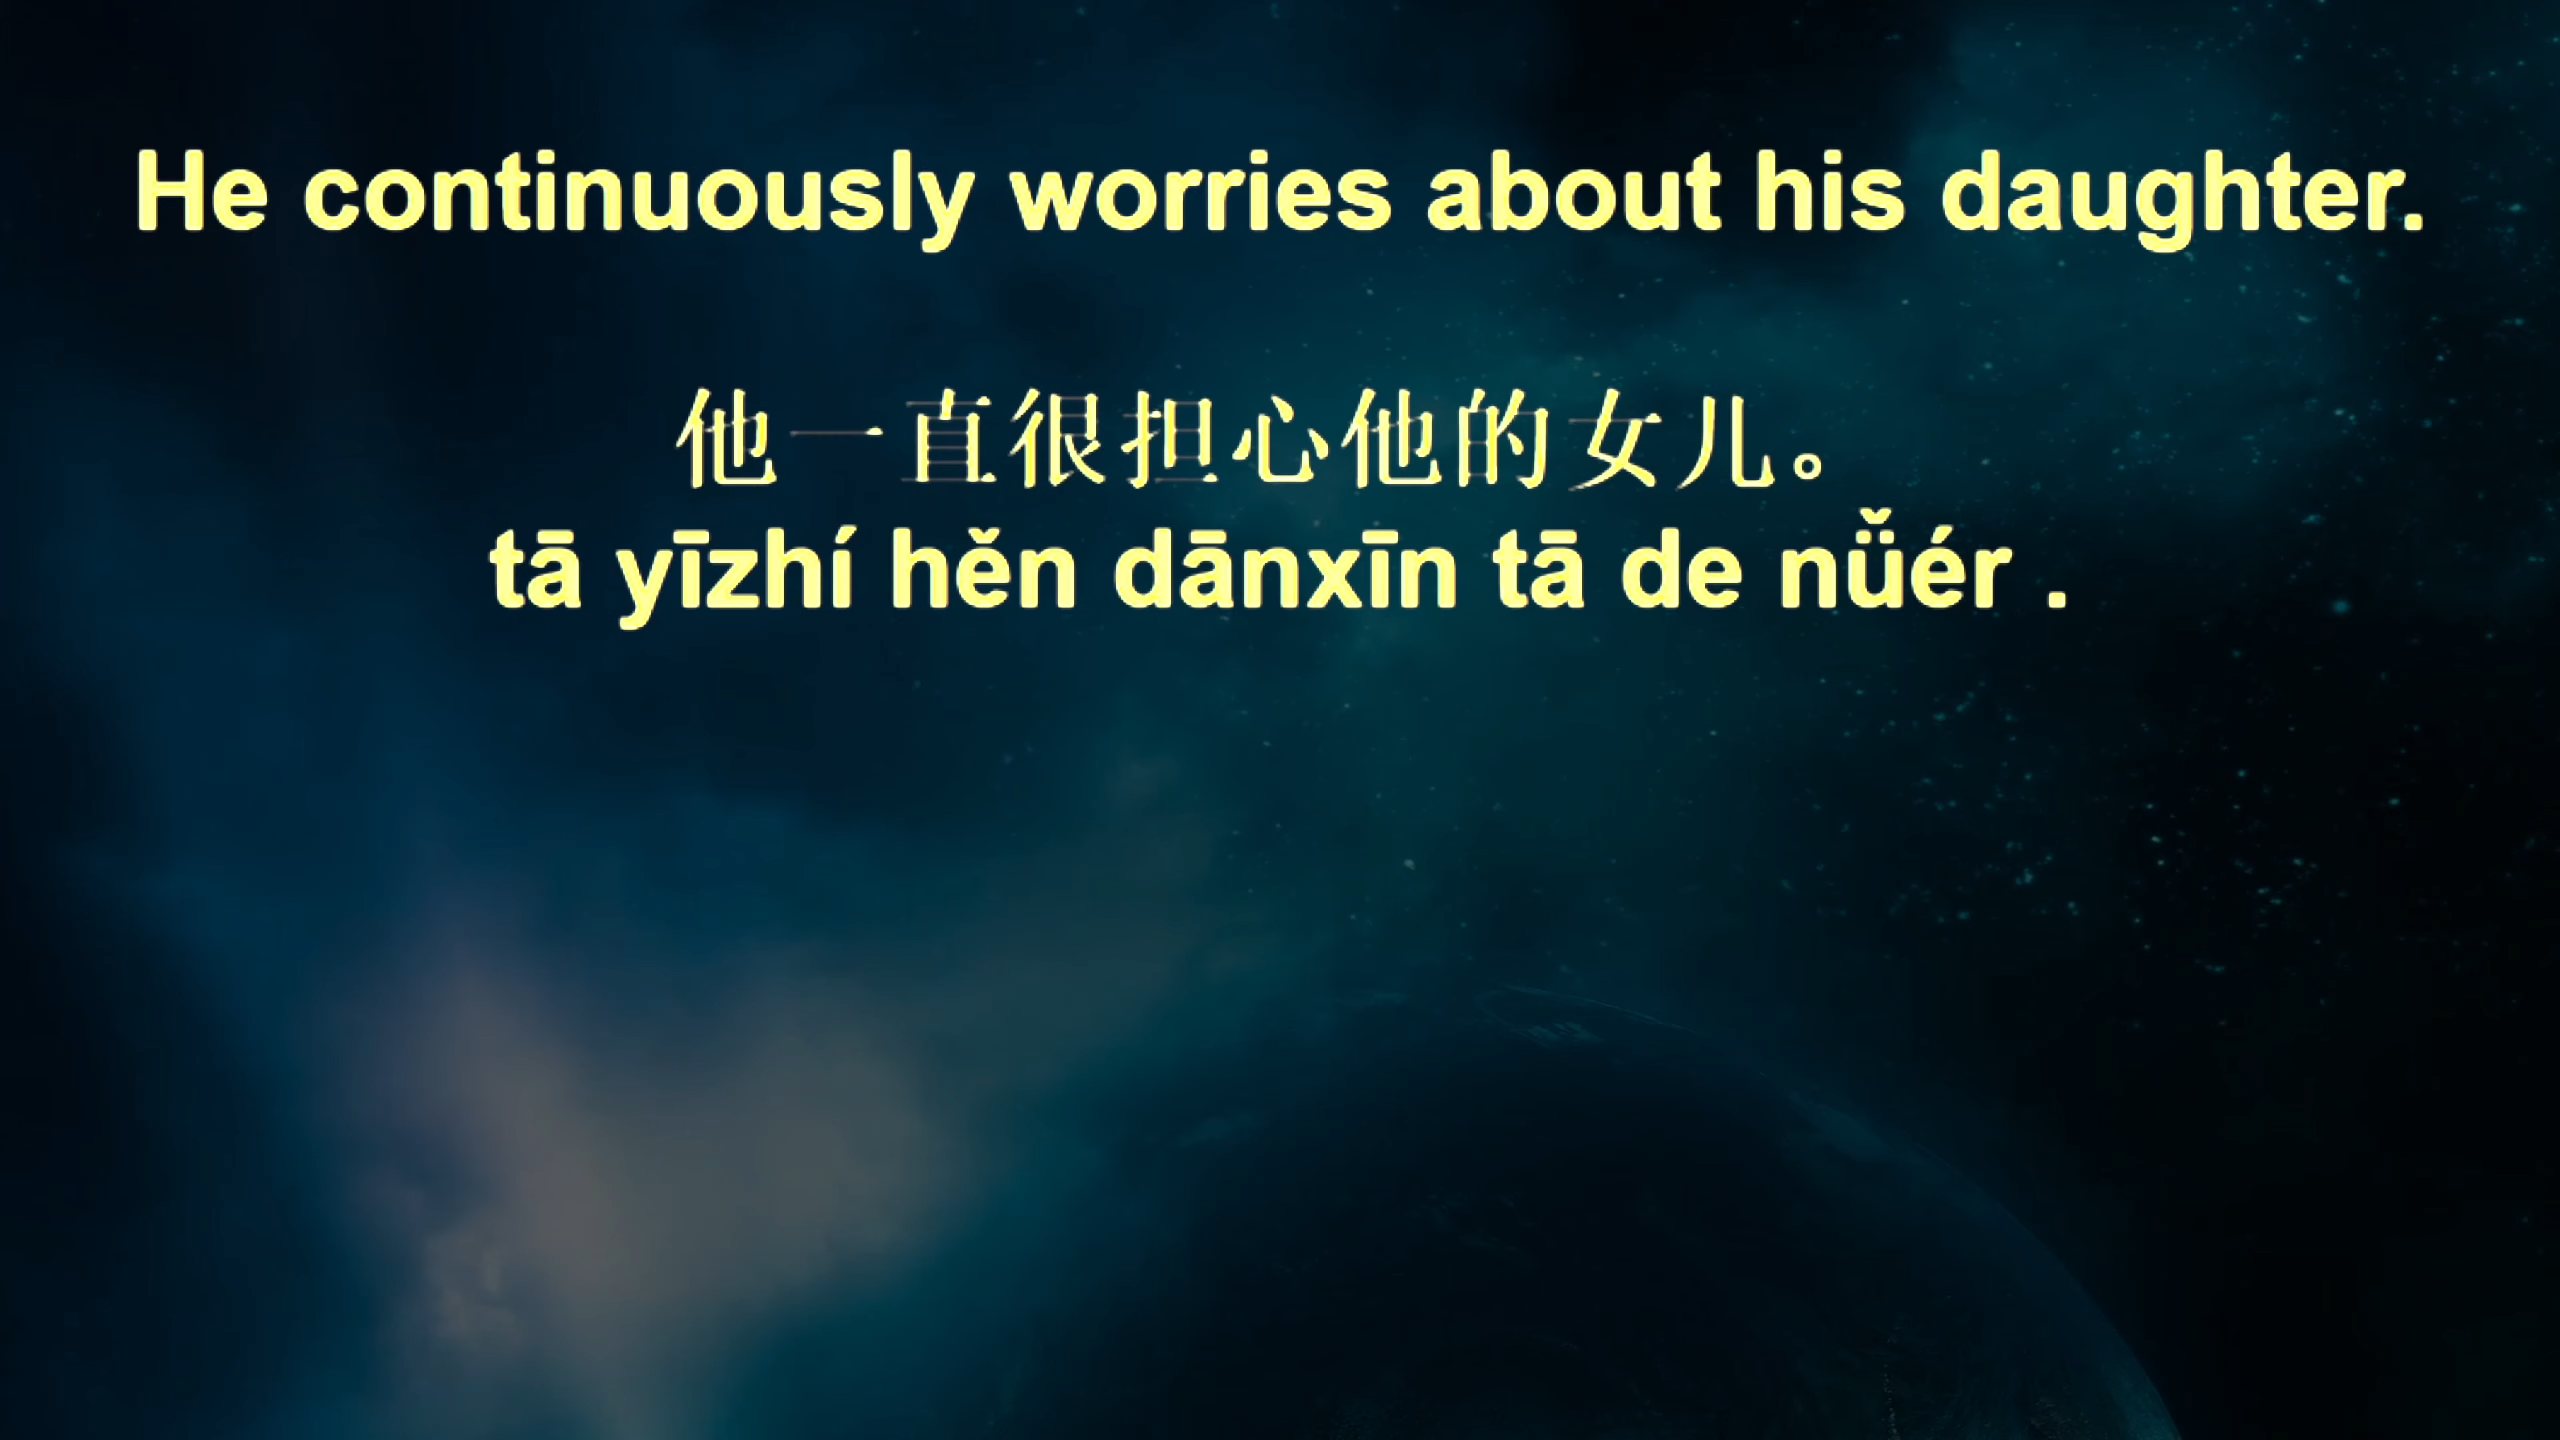 He continuously worries about his daughter.
他一直很担心他的女儿。
tā yīzhí hěn dānxīn tā de nǚér .